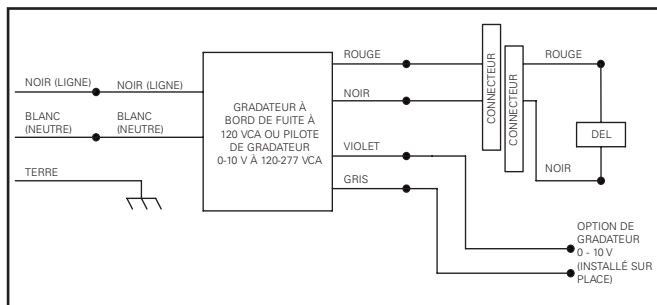 NOIR (LIGNE)
NOIR (LIGNE)
BLANC
(NEUTRE)
BLANC
(NEUTRE)
TERRE
GRADATEUR À
BORD DE FUITE À
120 VCA OU PILOTE
DE GRADATEUR
0-10 V À 120-277 VCA
ROUGE
NOIR
VIOLET
GRIS
CONNECTEUR
CONNECTEUR
ROUGE
DEL
NOIR
OPTION DE
GRADATEUR
0 - 10 V
(INSTALLÉ SUR
PLACE)